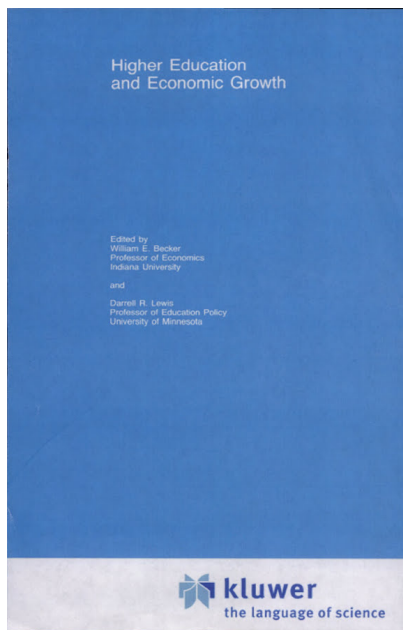 Higher Education
and Economic Growth
Edited by
William E. Becker
Professor of Economics
Indiana University
and
Darrell R. Lewis
Professor of Education Policy
University of Minnesota
kluwer
the language of science